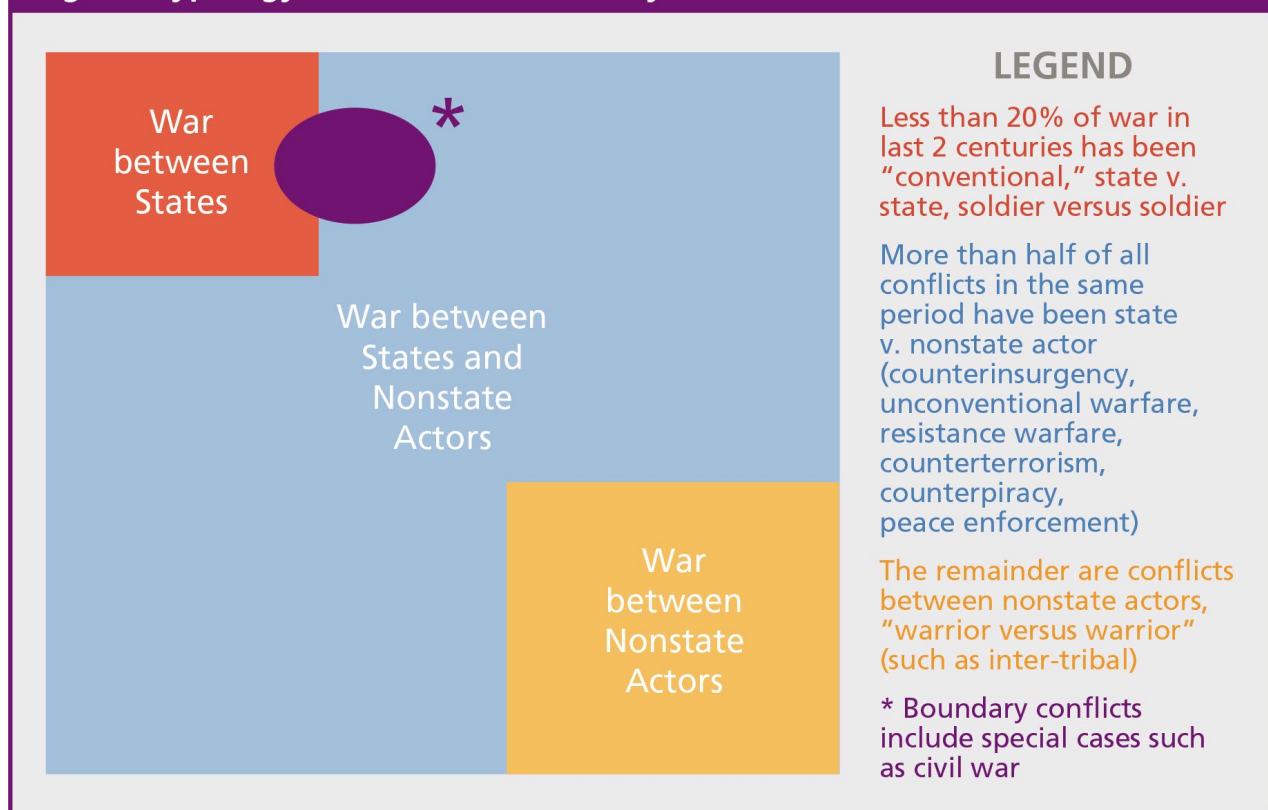 War
between
States
*
War between
States and
Nonstate
Actors
War
between
Nonstate
Actors
LEGEND
Less than 20% of war in
last 2 centuries has been
“conventional,” state v.
state, soldier versus soldier
More than half of all
conflicts in the same
period have been state
v. nonstate actor
(counterinsurgency,
unconventional warfare,
resistance warfare,
counterterrorism,
counterpiracy,
peace enforcement)
The remainder are conflicts
between nonstate actors,
“warrior versus warrior”
(such as inter-tribal)
* Boundary conflicts
include special cases such
as civil war